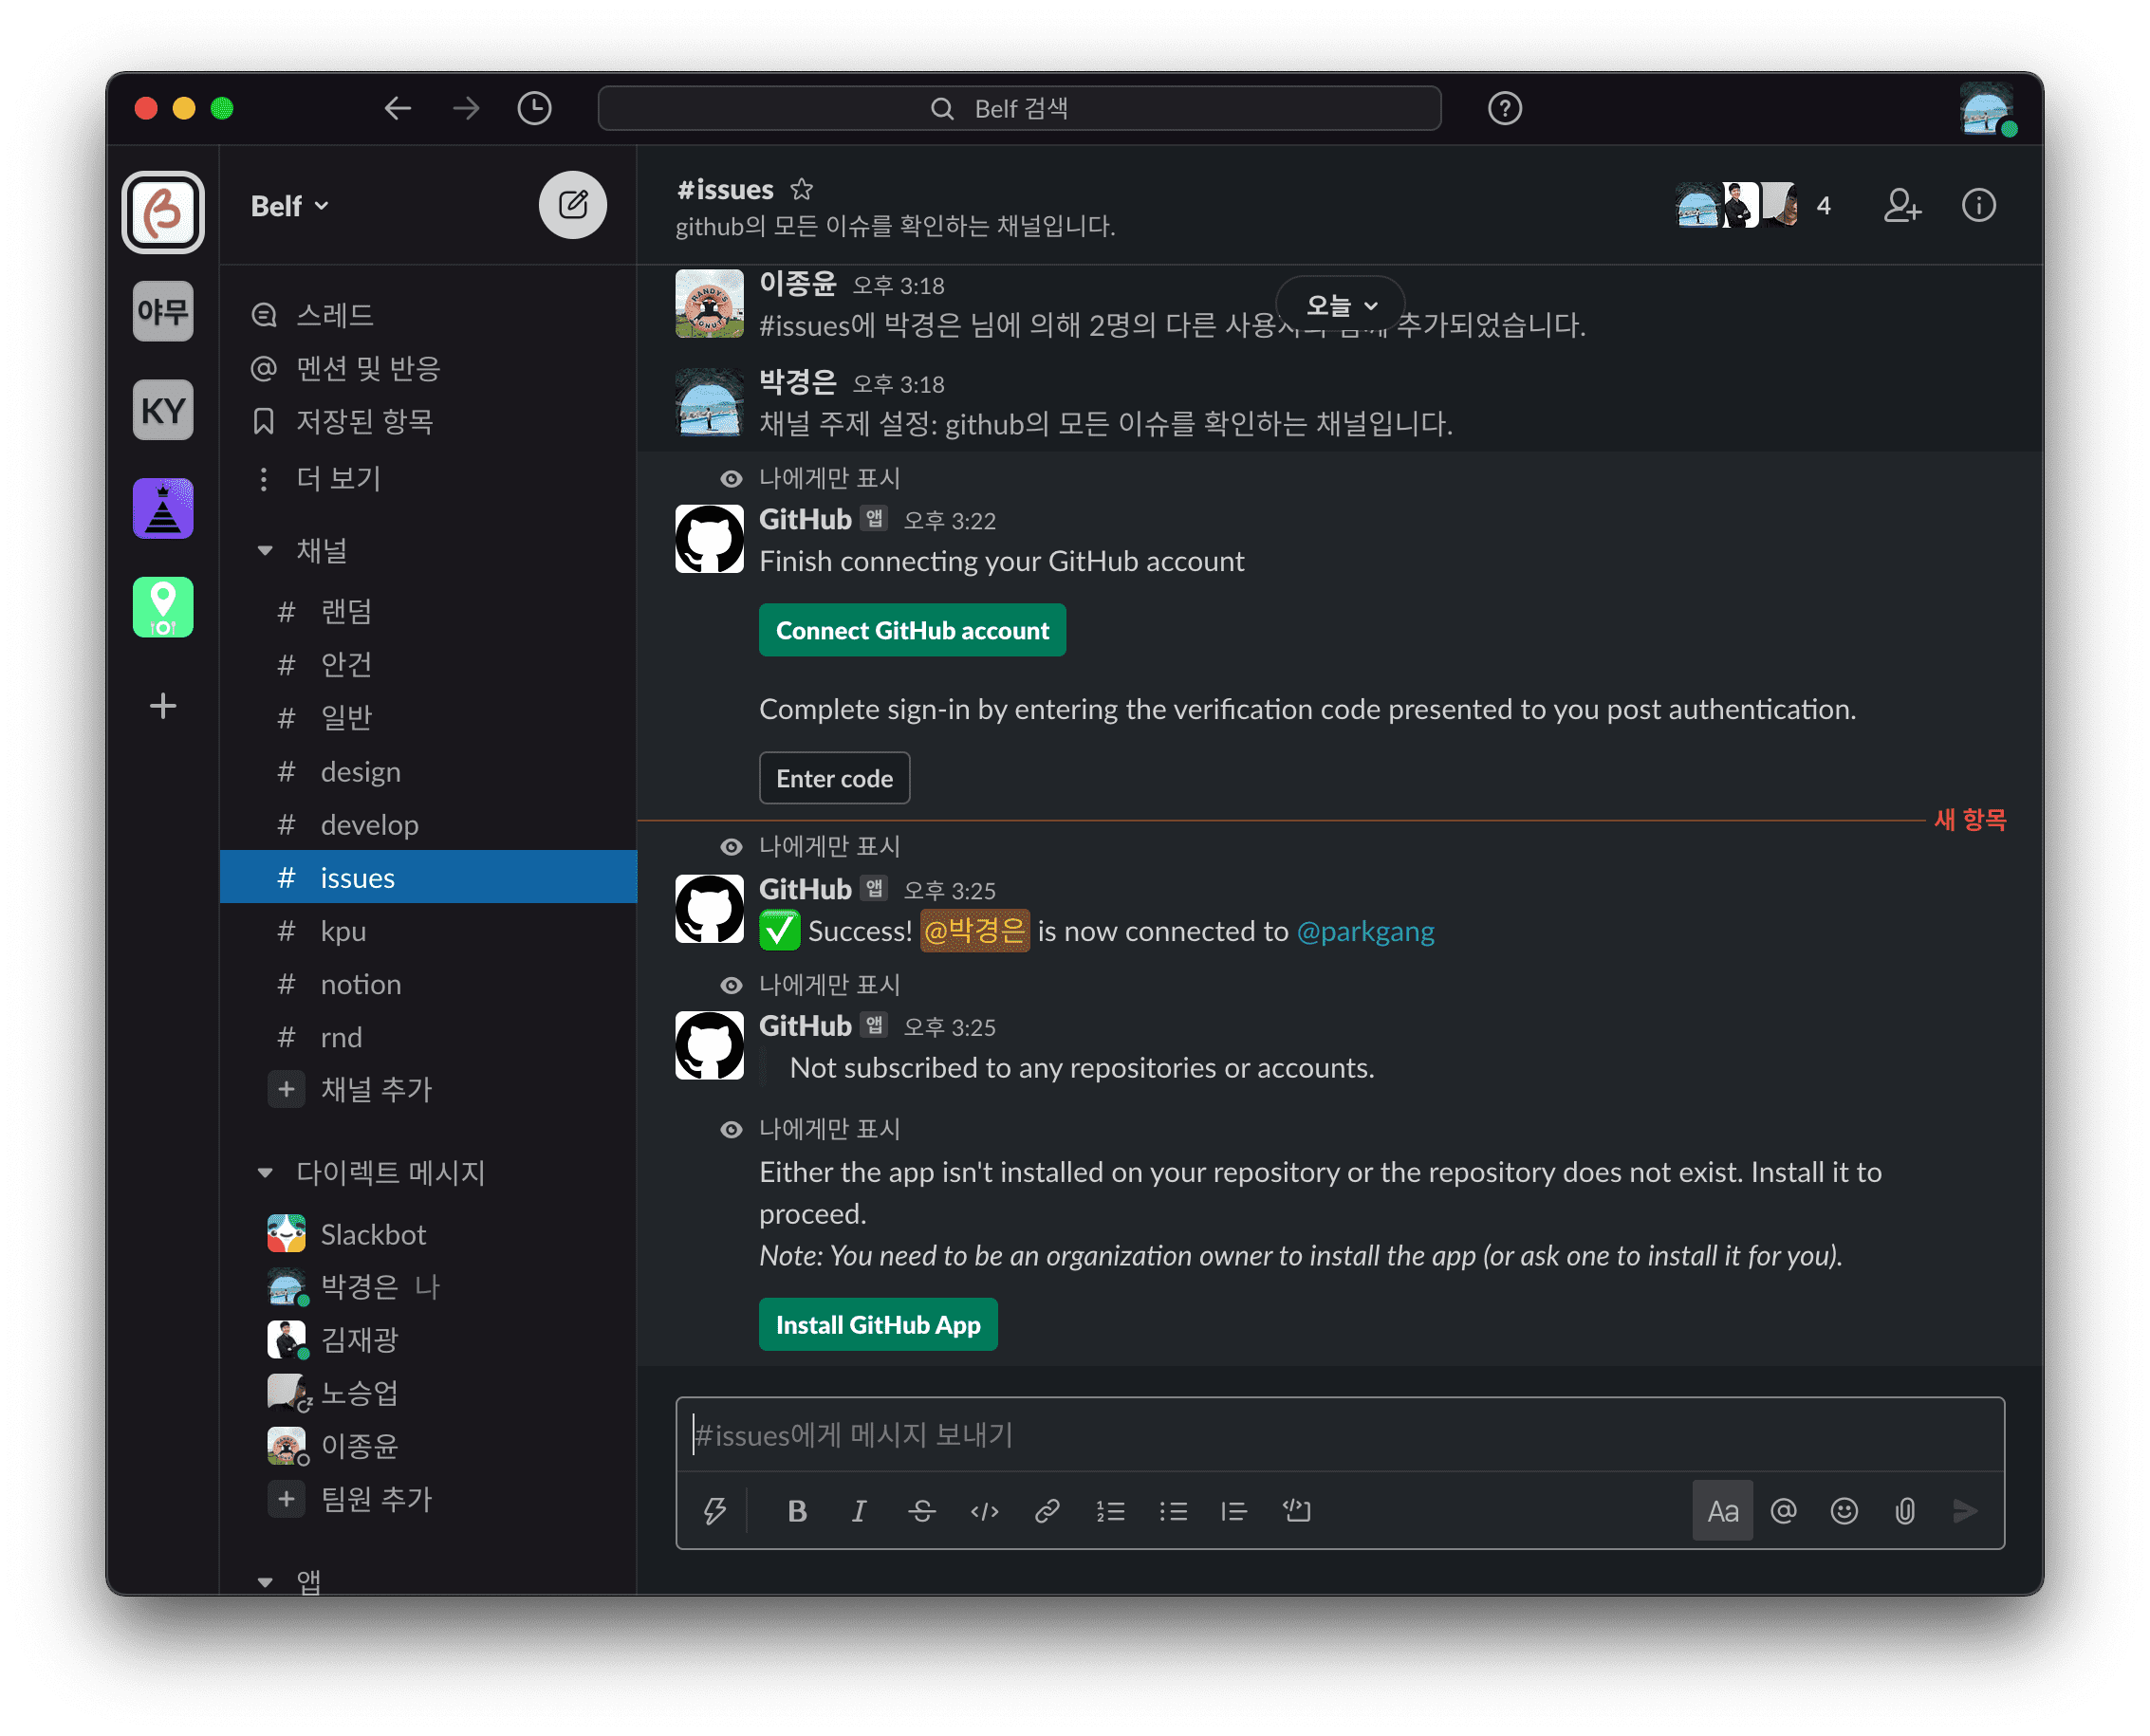 Belf 검색
Belf
야무
KY
스레드
멘션 및 반응
저장된 항목
더 보기
채널
# 랜덤
# 안건
# 일반
# design
# develop
# issues
# kpu
# notion
# rnd
+ 채널 추가
다이렉트 메시지
Slackbot
박경은 나
김재광
노승업
이종윤
+ 팀원 추가
앱
#issues
github의 모든 이슈를 확인하는 채널입니다.
4
오늘
이종윤 오후 3:18
#issues에 박경은 님에 의해 2명의 다른 추가되었습니다.
박경은 오후 3:18
채널 주제 설정: github의 모든 이슈를 확인하는 채널입니다.
나에게만 표시
GitHub 앱 오후 3:22
Finish connecting your GitHub account
Connect GitHub account
Complete sign-in by entering the verification code presented to you post authentication.
Enter code
새 항목
나에게만 표시
GitHub 앱 오후 3:25
Success! @박경은 is now connected to @parkgang
나에게만 표시
GitHub 앱 오후 3:25
Not subscribed to any repositories or accounts.
나에게만 표시
Either the app isn't installed on your repository or the repository does not exist. Install it to
proceed.
Note: You need to be an organization owner to install the app (or ask one to install it for you).
Install GitHub App
#issues에게 메시지 보내기
B I S
Aa